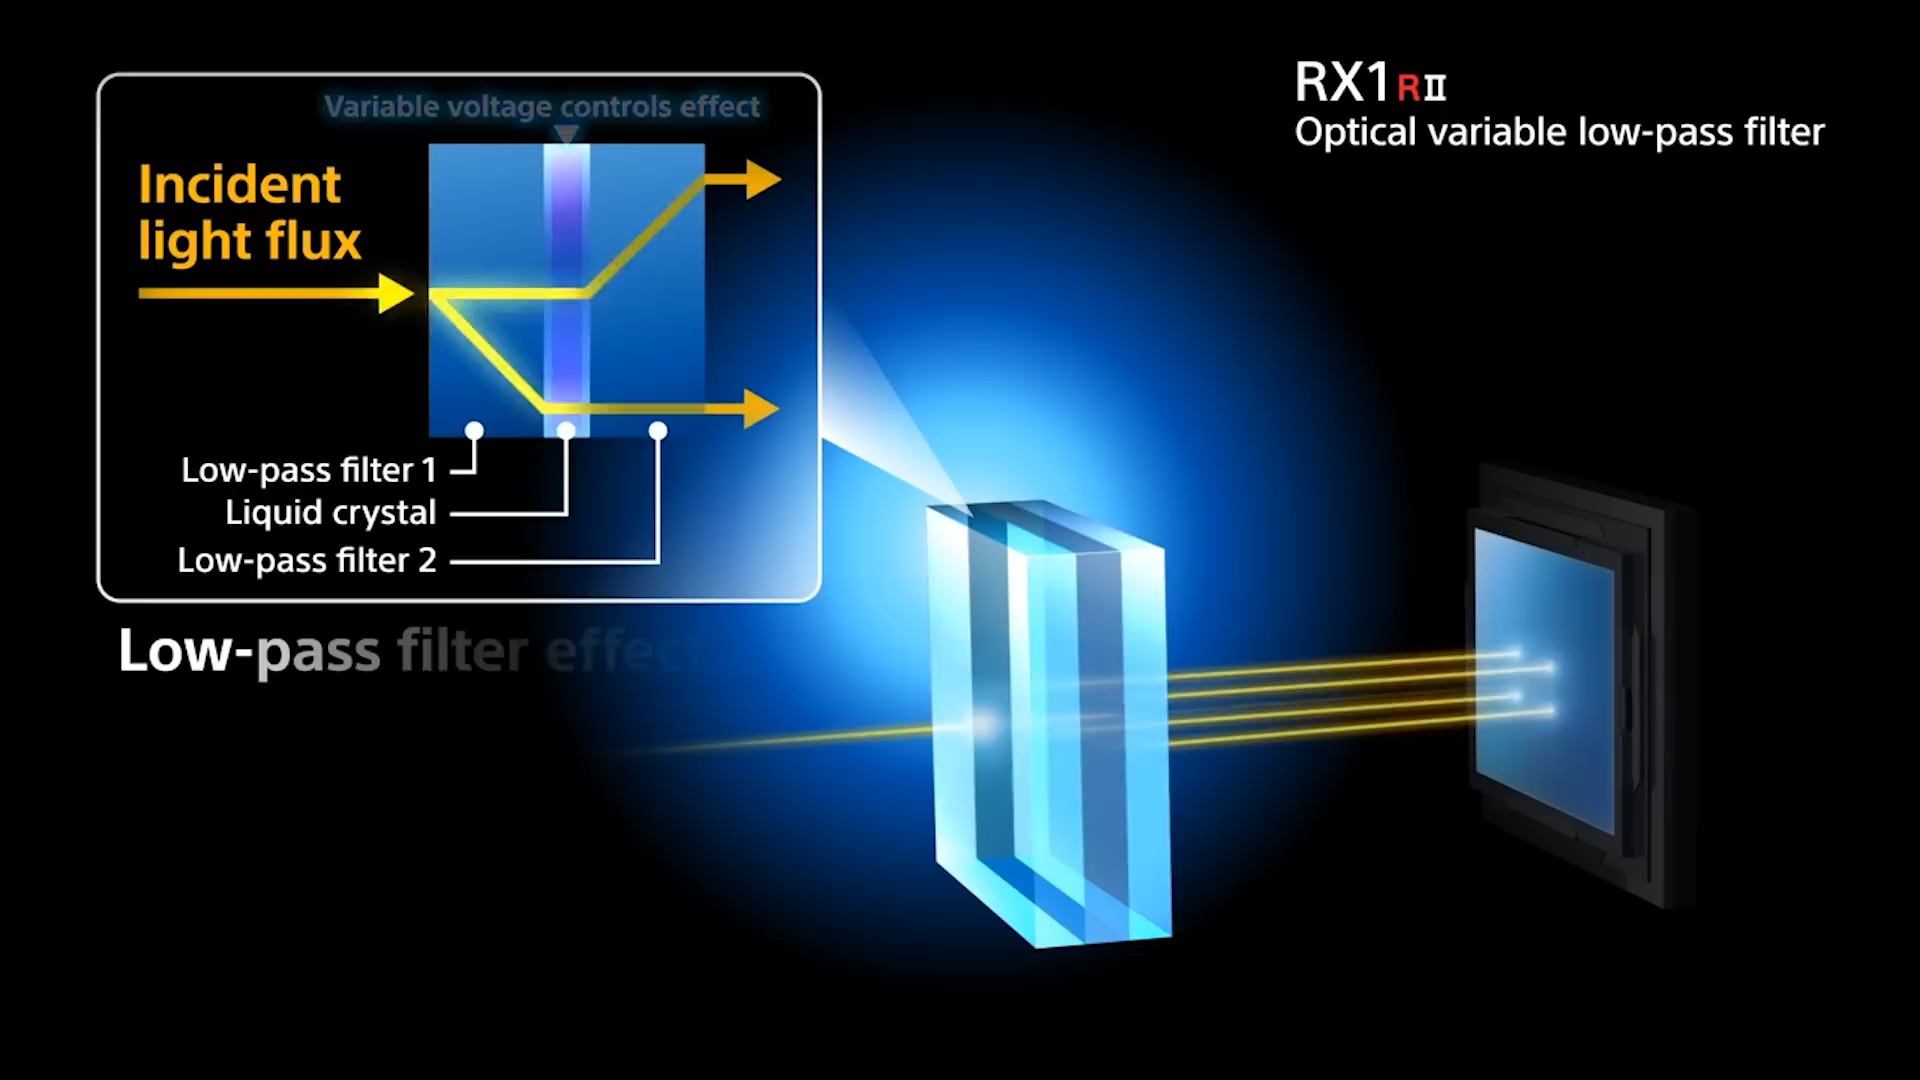 Variable voltage controls effect
Incident
light flux
Low-pass filter 1
Liquid crystal
Low-pass filter 2
Low-pass filter effect
RX1RII
Optical variable low-pass filter